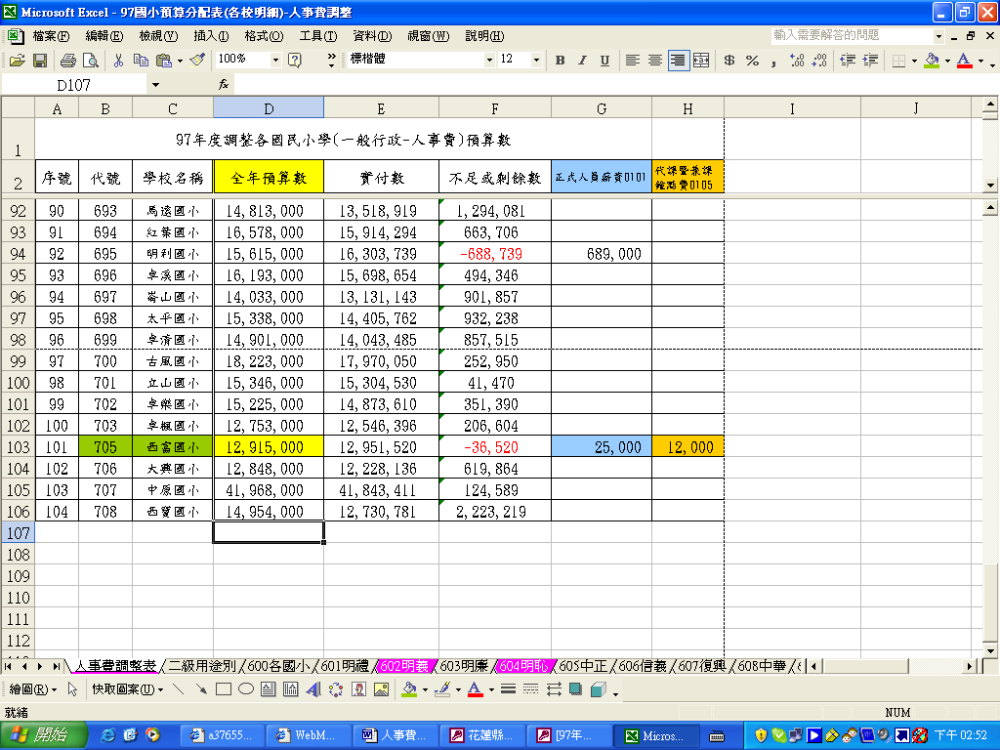 Microsoft Excel - 97國小預算分配表(各校明細)-人事費調整
檔案(F) 編輯(E) 檢視(V) 插入(I) 格式(O) 工具(T) 資料(D) 視窗(W) 說明(H) 輸入需要解答的問題
100% 標楷體 12 B I U $ % ,
D107 fx
A B C D E F G H I J
1 97年度調整各國民小學(一般行政-人事費)預算數
2 序號 代號 學校名稱 全年預算數 實付數 不足或剩餘數 正式人員薪資0101 代課暨兼課鐘點費0105
92 90 693 馬遠國小 14,813,000 13,518,919 1,294,081
93 91 694 紅葉國小 16,578,000 15,914,294 663,706
94 92 695 明利國小 15,615,000 16,303,739 -688,739 689,000
95 93 696 卓溪國小 16,193,000 15,698,654 494,346
96 94 697 崙山國小 14,033,000 13,131,143 901,857
97 95 698 太平國小 15,338,000 14,405,762 932,238
98 96 699 卓清國小 14,901,000 14,043,485 857,515
99 97 700 古風國小 18,223,000 17,970,050 252,950
100 98 701 立山國小 15,346,000 15,304,530 41,470
101 99 702 卓樂國小 15,225,000 14,873,610 351,390
102 100 703 卓楓國小 12,753,000 12,546,396 206,604
103 101 705 西富國小 12,915,000 12,951,520 -36,520 25,000 12,000
104 102 706 大興國小 12,848,000 12,228,136 619,864
105 103 707 中原國小 41,968,000 41,843,411 124,589
106 104 708 西寶國小 14,954,000 12,730,781 2,223,219
107
108
109
110
111
112
人事費調整表 二級用途別 600各國小 601明禮 602明義 603明廉 604明恥 605中正 606信義 607復興 608中華
繪圖(R) 快取圖案(U)
就緒 NUM
開始 a37655... WebM... 人事費... 花蓮縣... [97年... Micros... 下午 02:52